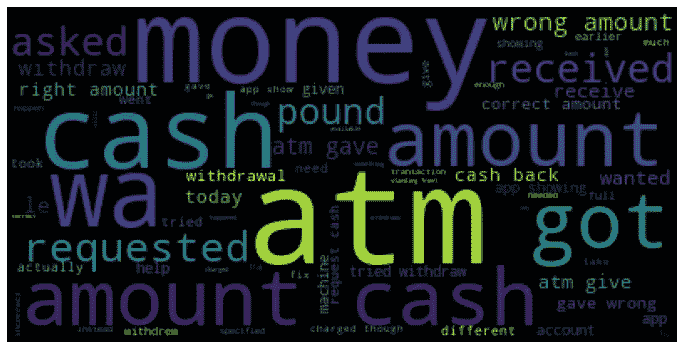 money
wrong amount
asked
showing
earlier
much
withdraw
received
right amount
gave
app show
given
give
receive
went
correct amount
cash
pound
amount
enough
took
atm gave
need
wanted
wa
withdrawal
cash back
transaction
app showing
le
today
full
tried
atm
got
requested
request cash
take
actually
help
fix
machine
tried withdraw
atm give
amount
cash
gave wrong
app
withdrew
specified
charged though
different
account